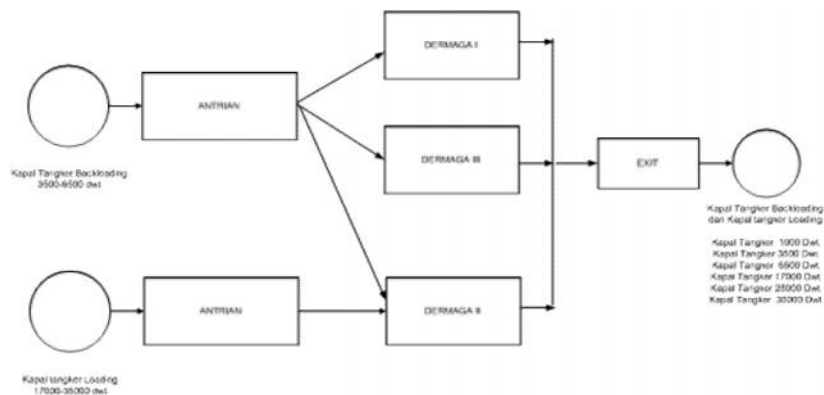 DERMAGA I
ANTRIAN
DERMAGA III
EXIT
Kapal Tangker Backloading
3500-6500 dwt
Kapal Tangker Backloading
dan Kapal tangker Loading
Kapal Tangker 1600 Dwt
Kapal Tangker 3500 Dwt
Kapal Tangker 6500 Dwt
Kapal Tangker 17000 Dwt
Kapal Tangker 28000 Dwt
Kapal Tangker 35000 Dwt
ANTRIAN
DERMAGA II
Kapal tangker Loading
17000-35000 dwt